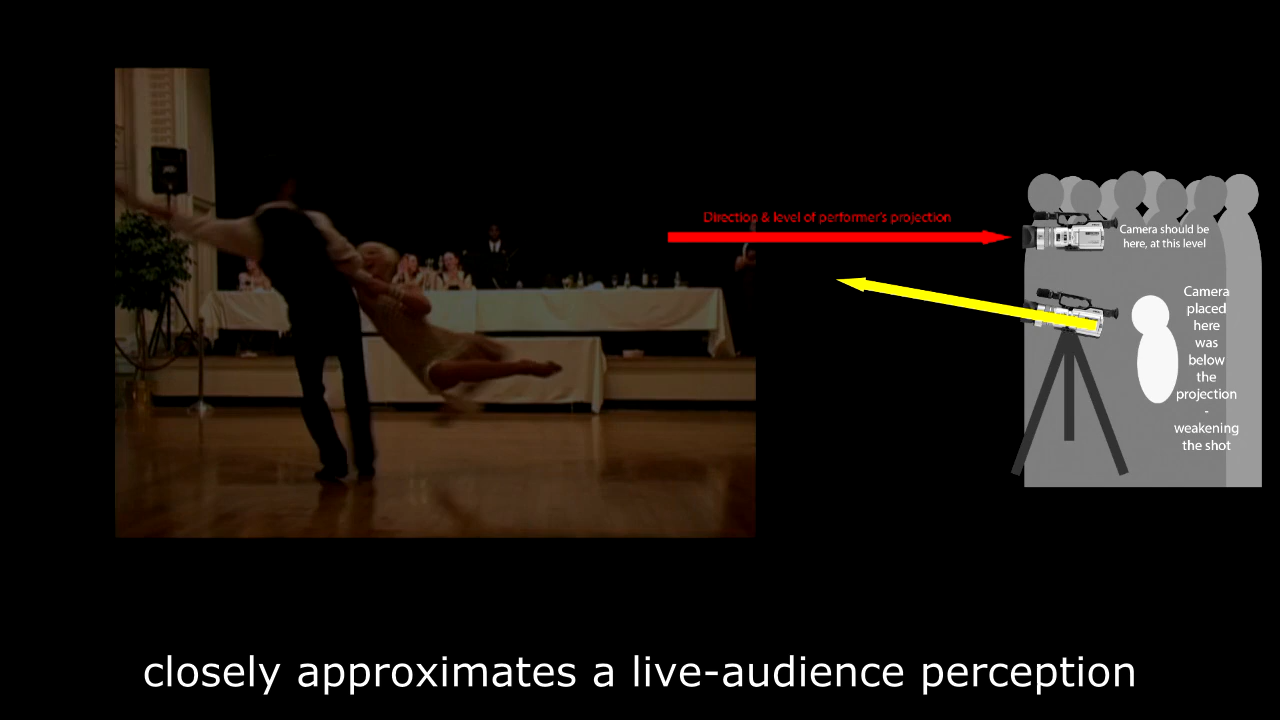 Direction & level of performer's projection
Camera should be
here, at this level
Camera
placed
here
was
below
the
projection
-
weakening
the shot
closely approximates a live-audience perception